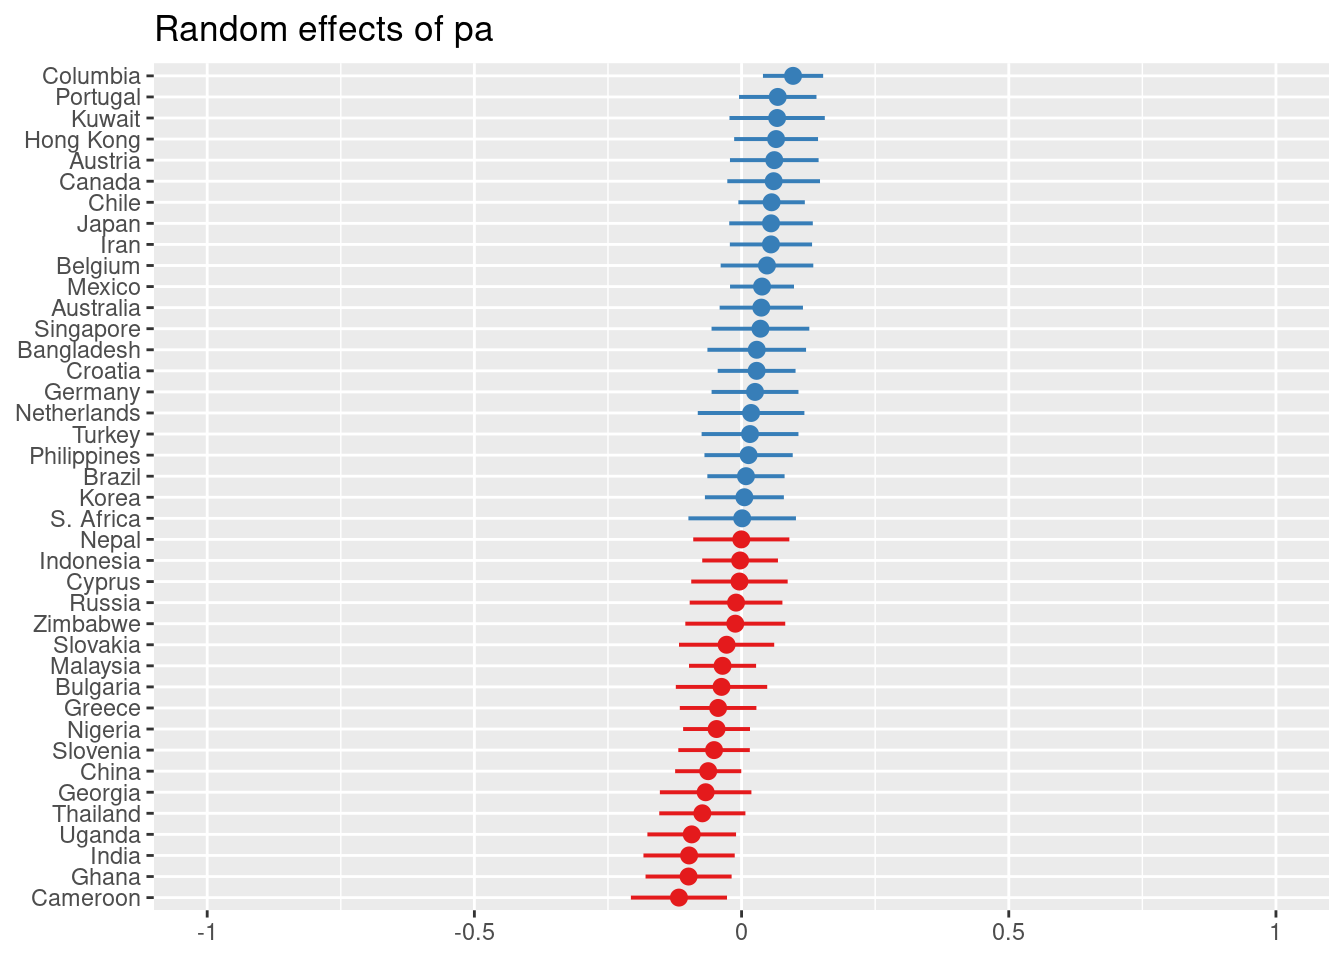 Random effects of pa
Columbia
Portugal
Kuwait
Hong Kong
Austria
Canada
Chile
Japan
Iran
Belgium
Mexico
Australia
Singapore
Bangladesh
Croatia
Germany
Netherlands
Turkey
Philippines
Brazil
Korea
S. Africa
Nepal
Indonesia
Cyprus
Russia
Zimbabwe
Slovakia
Malaysia
Bulgaria
Greece
Nigeria
Slovenia
China
Georgia
Thailand
Uganda
India
Ghana
Cameroon
-1 -0.5 0 0.5 1